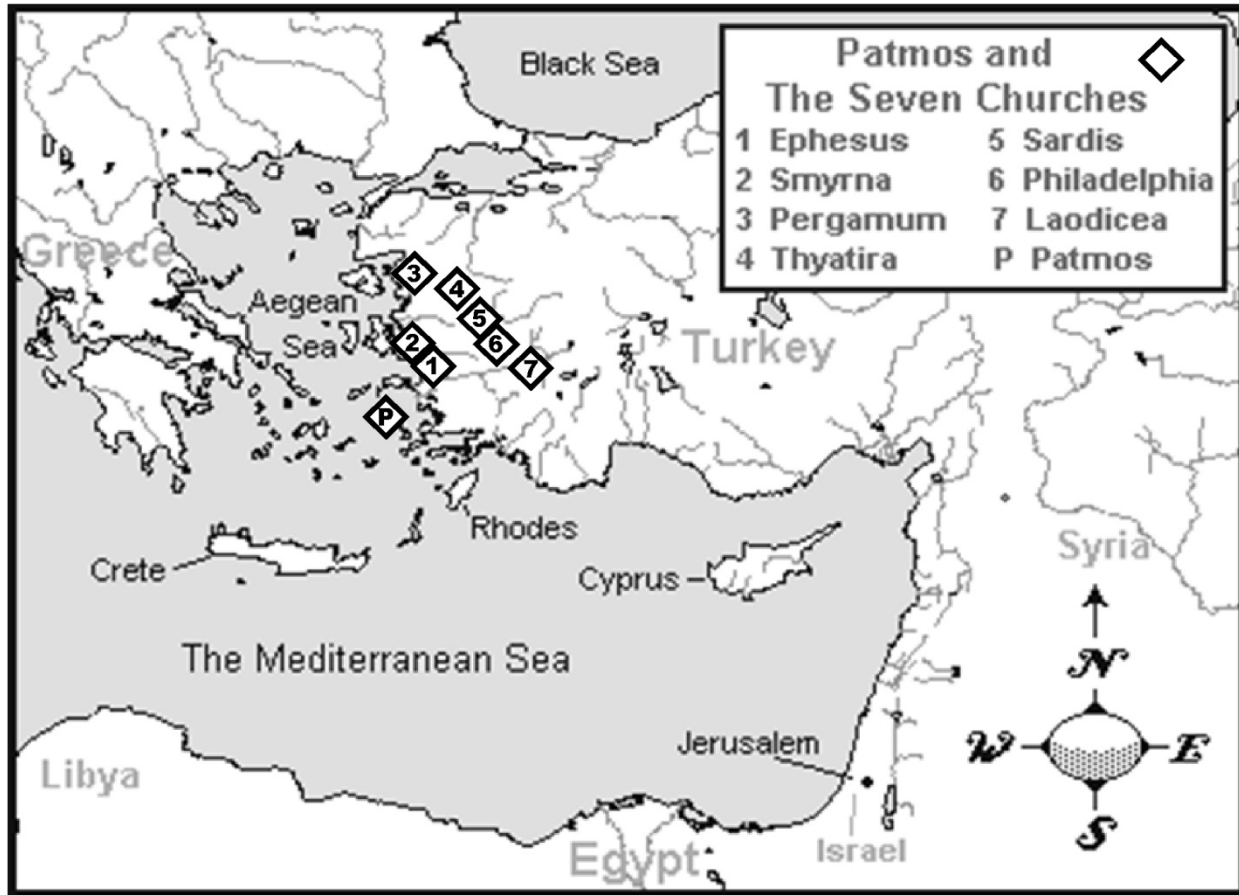 Black Sea
Patmos and
The Seven Churches
1 Ephesus
2 Smyrna
3 Pergamum
4 Thyatira
5 Sardis
6 Philadelphia
7 Laodicea
P Patmos
Greece
Aegean
Sea
3
4
5
2
6
1
7
P
Turkey
Rhodes
Crete
Cyprus
Syria
The Mediterranean Sea
N
W
E
S
Jerusalem
Libya
Israel
Egypt